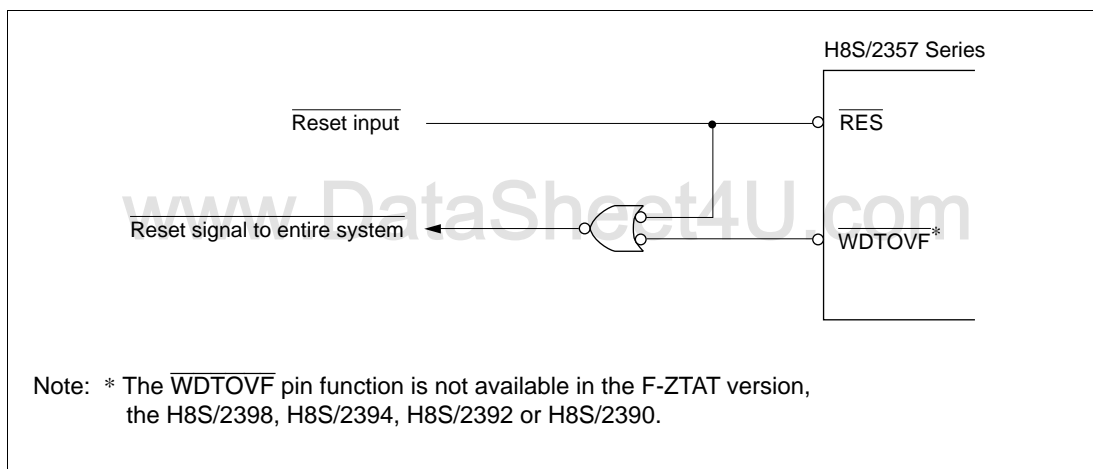 H8S/2357 Series
Reset input
RES
www.DataSheet4U.com
Reset signal to entire system
WDTOVF*
Note: * The WDTOVF pin function is not available in the F-ZTAT version,
the H8S/2398, H8S/2394, H8S/2392 or H8S/2390.